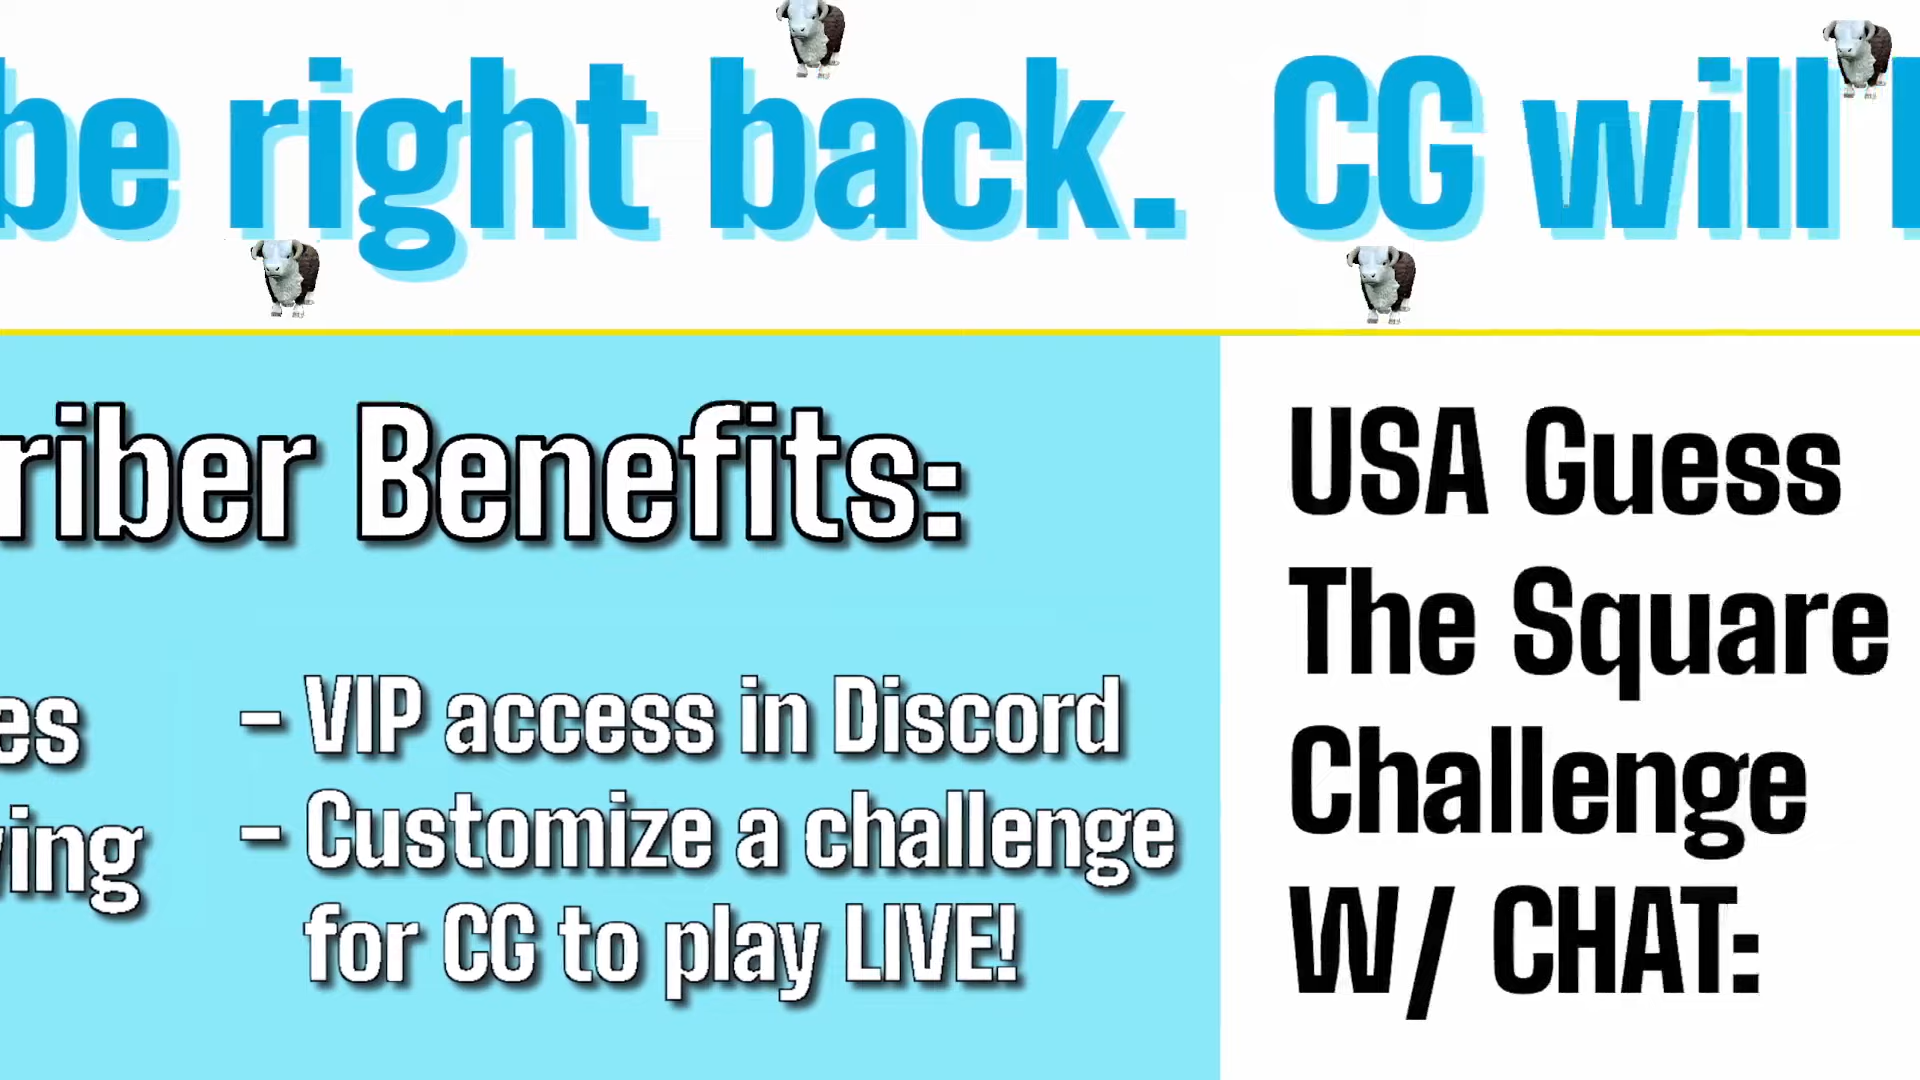 be right back. CG will
riber Benefits:
es
ing
- VIP access in Discord
- Customize a challenge
for CG to play LIVE!
USA Guess
The Square
Challenge
W/ CHAT: